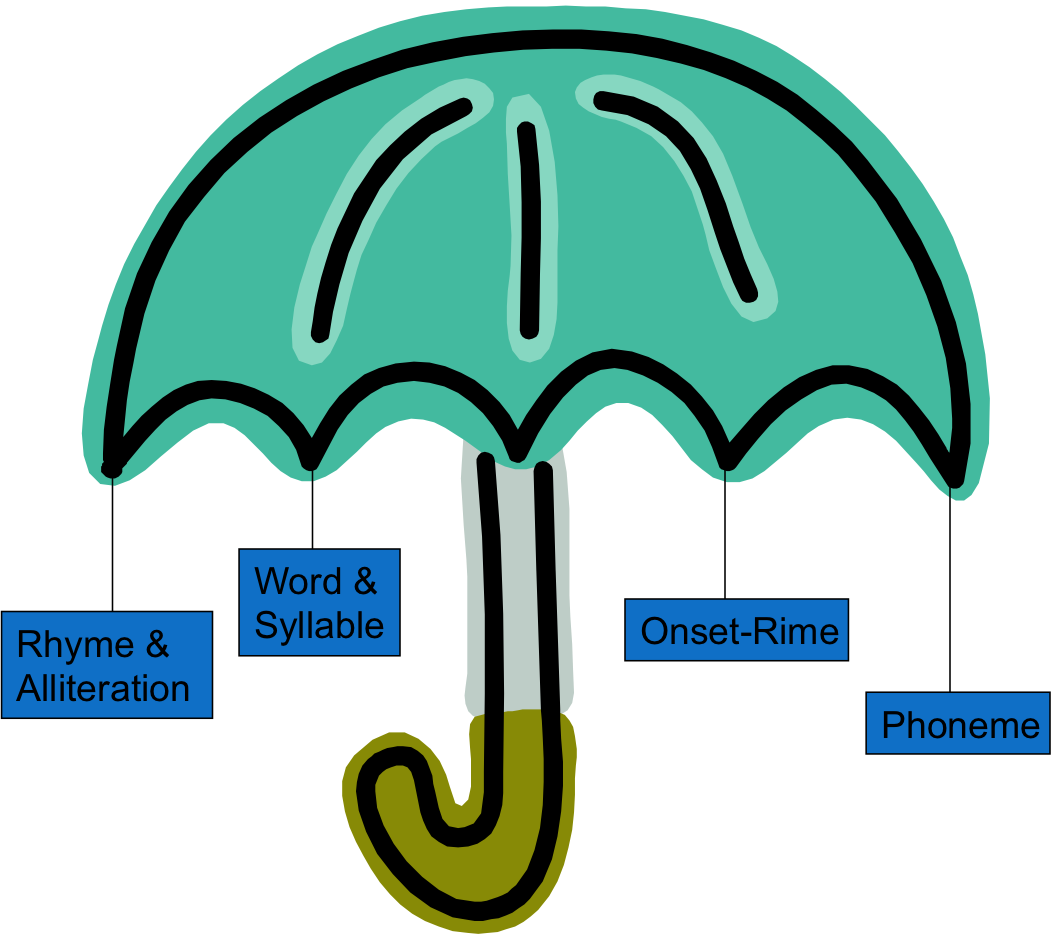 Rhyme &
Alliteration
Word &
Syllable
Onset-Rime
Phoneme